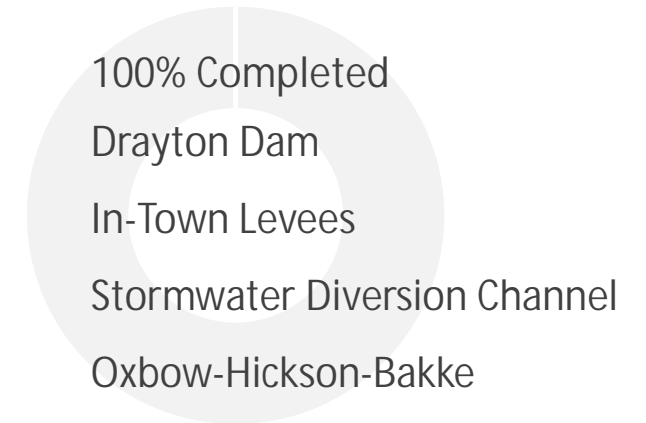 100% Completed
Drayton Dam
In-Town Levees
Stormwater Diversion Channel
Oxbow-Hickson-Bakke